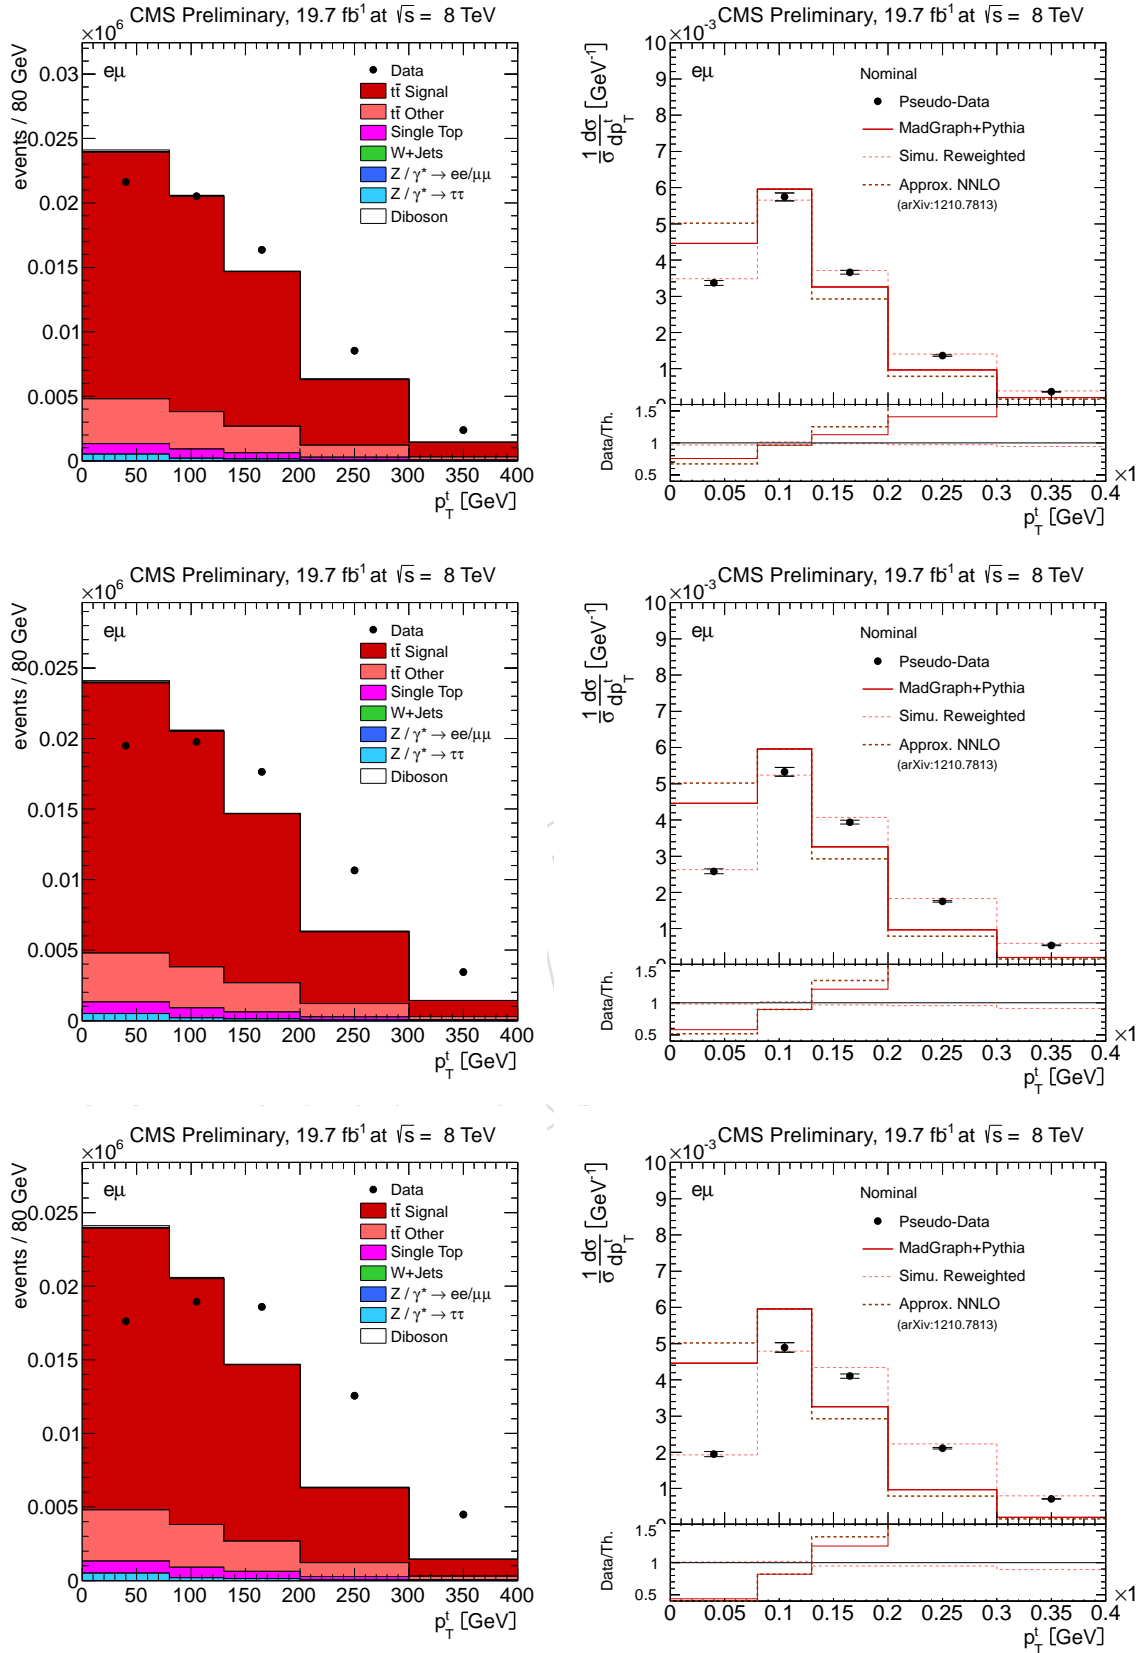 CMS Preliminary, 19.7 fb⁻¹ at √s = 8 TeV
×10⁶
events / 80 GeV
eμ
Data
tt̄ Signal
tt̄ Other
Single Top
W+Jets
Z / γ* → ee/μμ
Z / γ* → ττ
Diboson
0.03
0.025
0.02
0.015
0.01
0.005
0
0 50 100 150 200 250 300 350 400
p_T^t [GeV]
CMS Preliminary, 19.7 fb⁻¹ at √s = 8 TeV
×10⁻³
1/σ dσ/dp_T^t [GeV⁻¹]
eμ
Nominal
Pseudo-Data
MadGraph+Pythia
Simu. Reweighted
Approx. NNLO
(arXiv:1210.7813)
10
9
8
7
6
5
4
3
2
1
Data/Th.
1.5
1
0.5
0 0.05 0.1 0.15 0.2 0.25 0.3 0.35 0.4
×1
p_T^t [GeV]
CMS Preliminary, 19.7 fb⁻¹ at √s = 8 TeV
×10⁶
events / 80 GeV
eμ
Data
tt̄ Signal
tt̄ Other
Single Top
W+Jets
Z / γ* → ee/μμ
Z / γ* → ττ
Diboson
0.025
0.02
0.015
0.01
0.005
0
0 50 100 150 200 250 300 350 400
p_T^t [GeV]
CMS Preliminary, 19.7 fb⁻¹ at √s = 8 TeV
×10⁻³
1/σ dσ/dp_T^t [GeV⁻¹]
eμ
Nominal
Pseudo-Data
MadGraph+Pythia
Simu. Reweighted
Approx. NNLO
(arXiv:1210.7813)
10
9
8
7
6
5
4
3
2
1
Data/Th.
1.5
1
0.5
0 0.05 0.1 0.15 0.2 0.25 0.3 0.35 0.4
×1
p_T^t [GeV]
CMS Preliminary, 19.7 fb⁻¹ at √s = 8 TeV
×10⁶
events / 80 GeV
eμ
Data
tt̄ Signal
tt̄ Other
Single Top
W+Jets
Z / γ* → ee/μμ
Z / γ* → ττ
Diboson
0.025
0.02
0.015
0.01
0.005
0
0 50 100 150 200 250 300 350 400
p_T^t [GeV]
CMS Preliminary, 19.7 fb⁻¹ at √s = 8 TeV
×10⁻³
1/σ dσ/dp_T^t [GeV⁻¹]
eμ
Nominal
Pseudo-Data
MadGraph+Pythia
Simu. Reweighted
Approx. NNLO
(arXiv:1210.7813)
10
9
8
7
6
5
4
3
2
1
Data/Th.
1.5
1
0.5
0 0.05 0.1 0.15 0.2 0.25 0.3 0.35 0.4
×1
p_T^t [GeV]